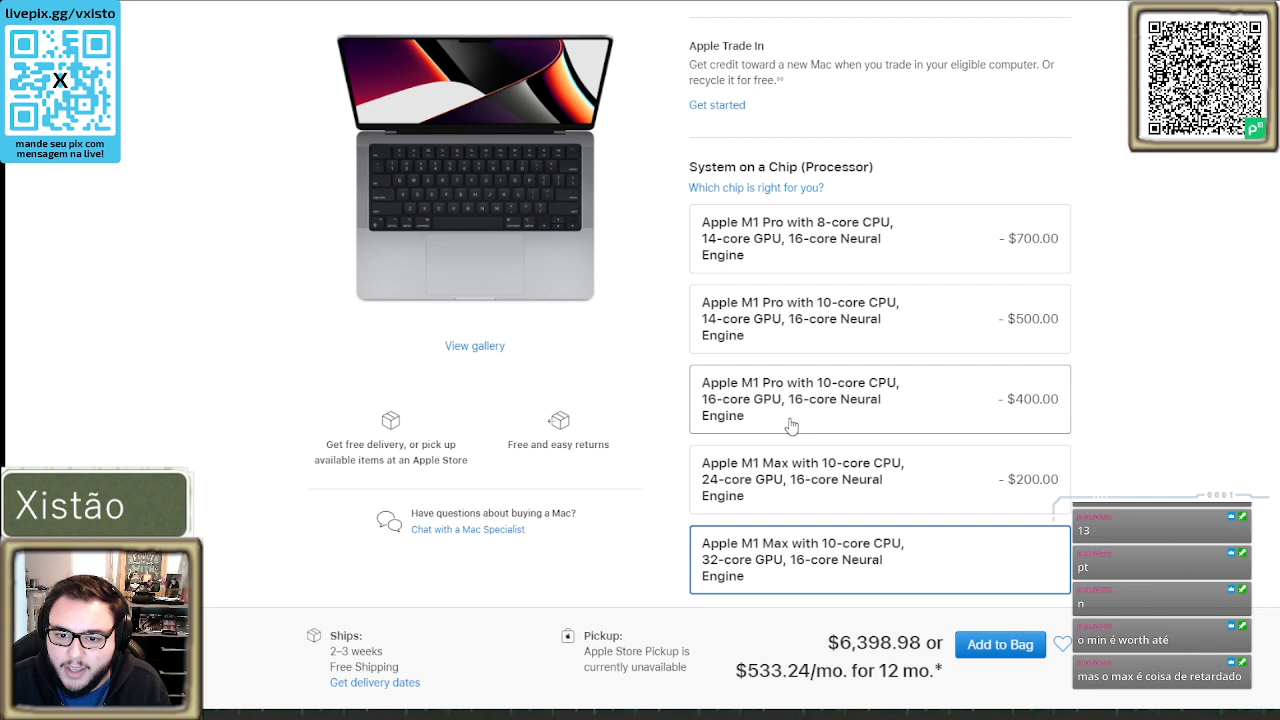 livepix.gg/vxisto
X
mande seu pix com
mensagem na live!
Apple Trade In
Get credit toward a new Mac when you trade in your eligible computer. Or
recycle it for free.◊◊
Get started
System on a Chip (Processor)
Which chip is right for you?
Apple M1 Pro with 8-core CPU,
14-core GPU, 16-core Neural
Engine
- $700.00
Apple M1 Pro with 10-core CPU,
14-core GPU, 16-core Neural
Engine
- $500.00
Apple M1 Pro with 10-core CPU,
16-core GPU, 16-core Neural
Engine
- $400.00
Apple M1 Max with 10-core CPU,
24-core GPU, 16-core Neural
Engine
- $200.00
Apple M1 Max with 10-core CPU,
32-core GPU, 16-core Neural
Engine
View gallery
Get free delivery, or pick up
available items at an Apple Store
Free and easy returns
Have questions about buying a Mac?
Chat with a Mac Specialist
Ships:
2–3 weeks
Free Shipping
Get delivery dates
Pickup:
Apple Store Pickup is
currently unavailable
$6,398.98 or
$533.24/mo. for 12 mo.*
Add to Bag
Xistão
0001
13
pt
n
o min é worth até
mas o max é coisa de retardado